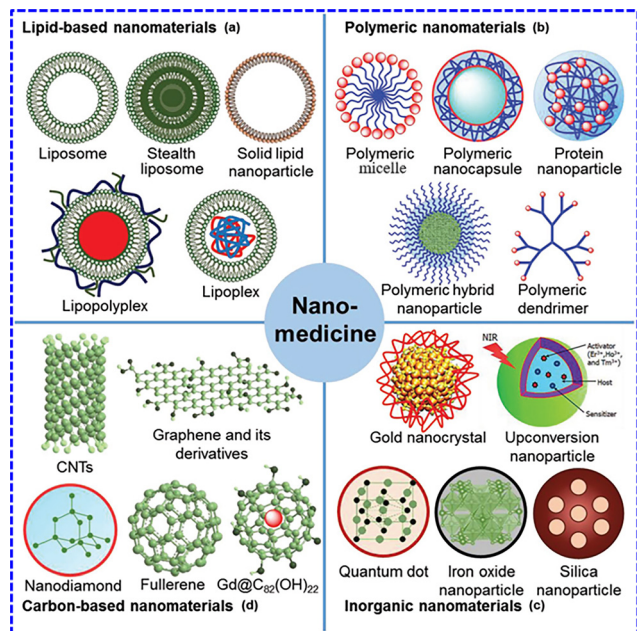 Lipid-based nanomaterials (a)
Liposome
Stealth
liposome
Solid lipid
nanoparticle
Lipopolyplex
Lipoplex
Polymeric nanomaterials (b)
Polymeric
micelle
Polymeric
nanocapsule
Protein
nanoparticle
Polymeric hybrid
nanoparticle
Polymeric
dendrimer
Nano-
medicine
CNTs
Graphene and its
derivatives
Nanodiamond
Fullerene
Gd@C₈₂(OH)₂₂
Carbon-based nanomaterials (d)
NIR
Activator
(Er³⁺,Ho³⁺,
and Tm³⁺)
Host
Sensitizer
Gold nanocrystal
Upconversion
nanoparticle
Quantum dot
Iron oxide
nanoparticle
Silica
nanoparticle
Inorganic nanomaterials (c)